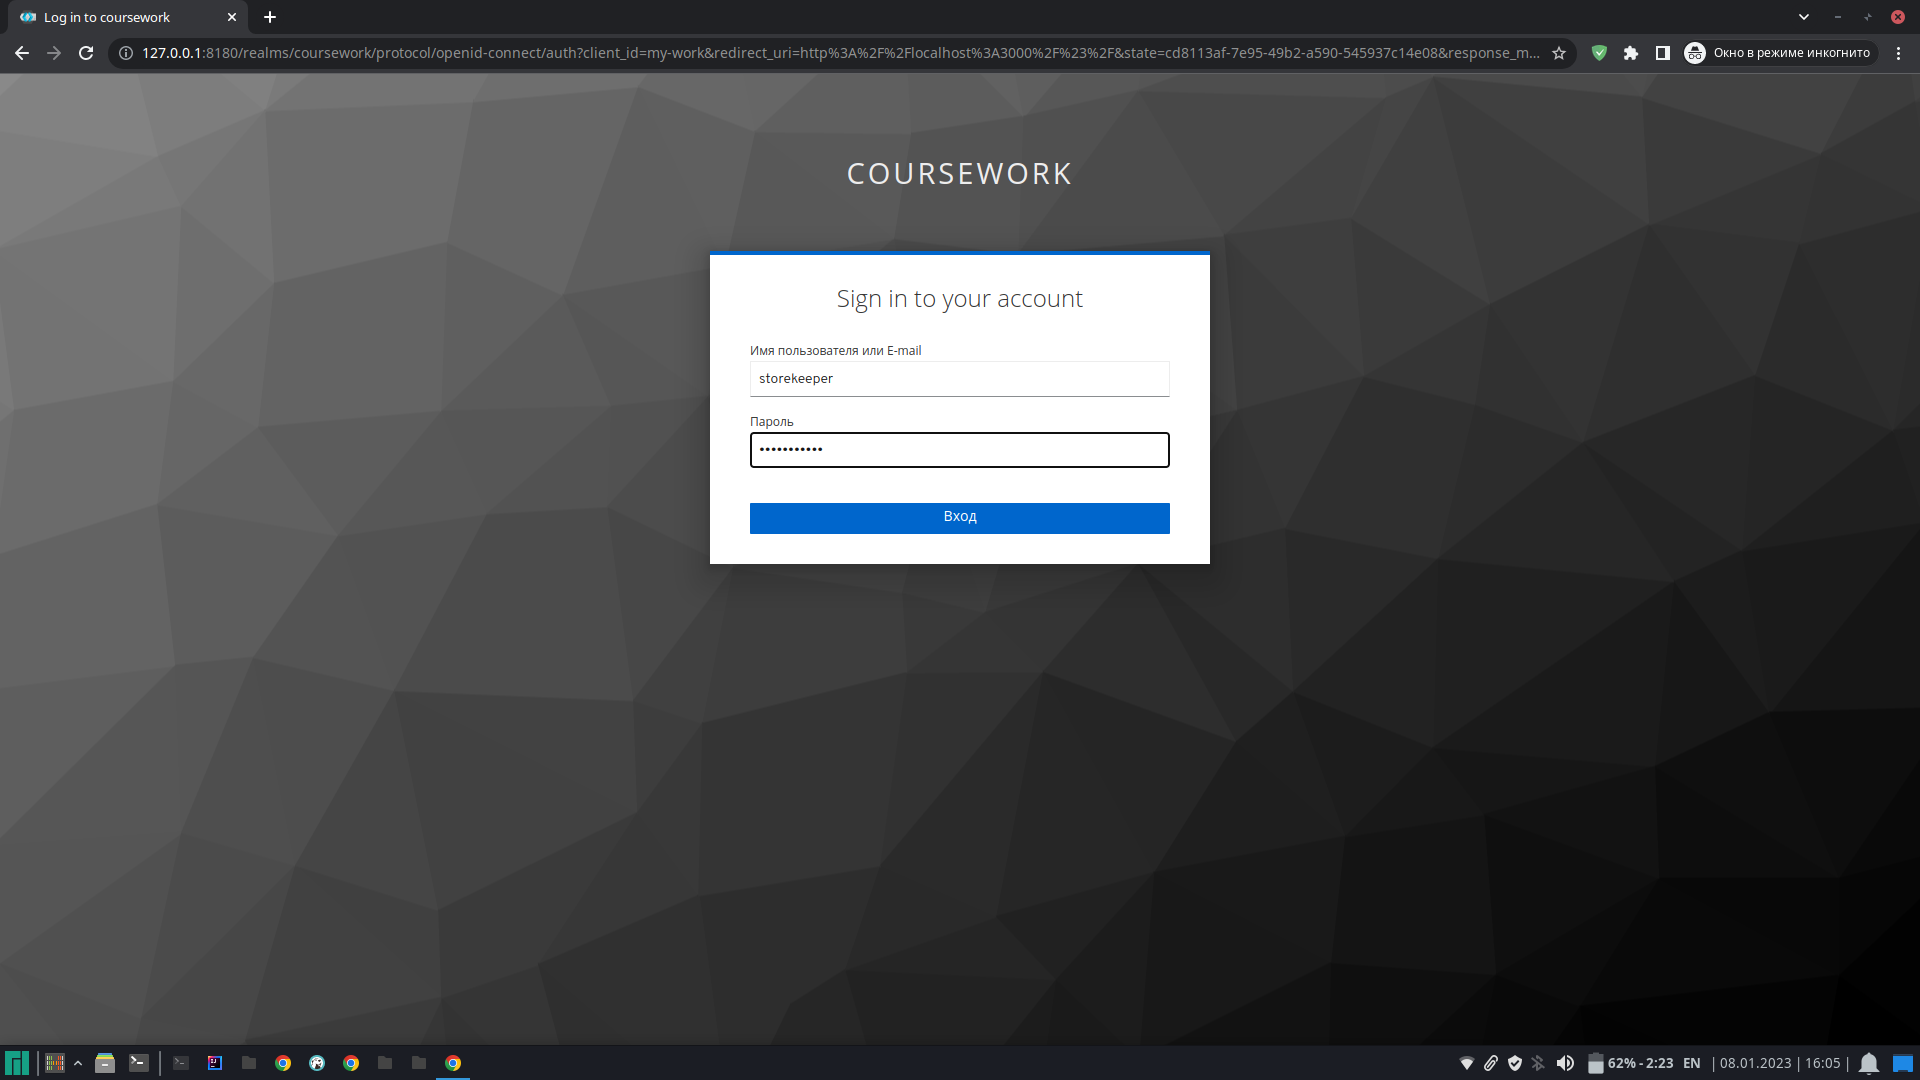 Log in to coursework
127.0.0.1:8180/realms/coursework/protocol/openid-connect/auth?client_id=my-work&redirect_uri=http%3A%2F%2Flocalhost%3A3000%2F%23%2F&state=cd8113af-7e95-49b2-a590-545937c14e08&response_m...
Окно в режиме инкогнито
COURSEWORK
Sign in to your account
Имя пользователя или E-mail
storekeeper
Пароль
•••••••••••
Вход
62% - 2:23 EN | 08.01.2023 | 16:05 |